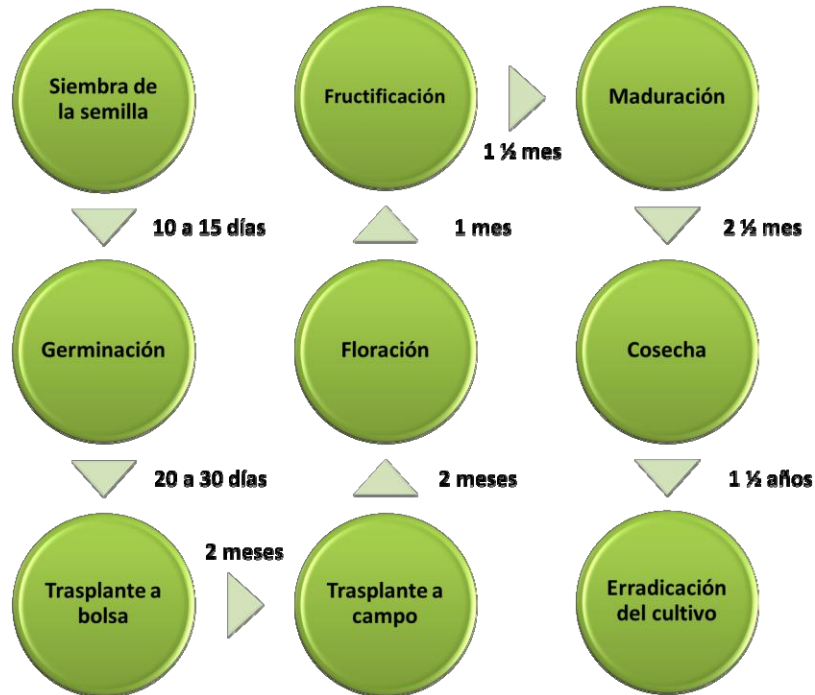 Siembra de
la semilla
10 a 15 días
Germinación
20 a 30 días
Trasplante a
bolsa
2 meses
Trasplante a
campo
2 meses
Floración
1 mes
Fructificación
1 ½ mes
Maduración
2 ½ mes
Cosecha
1 ½ años
Erradicación
del cultivo